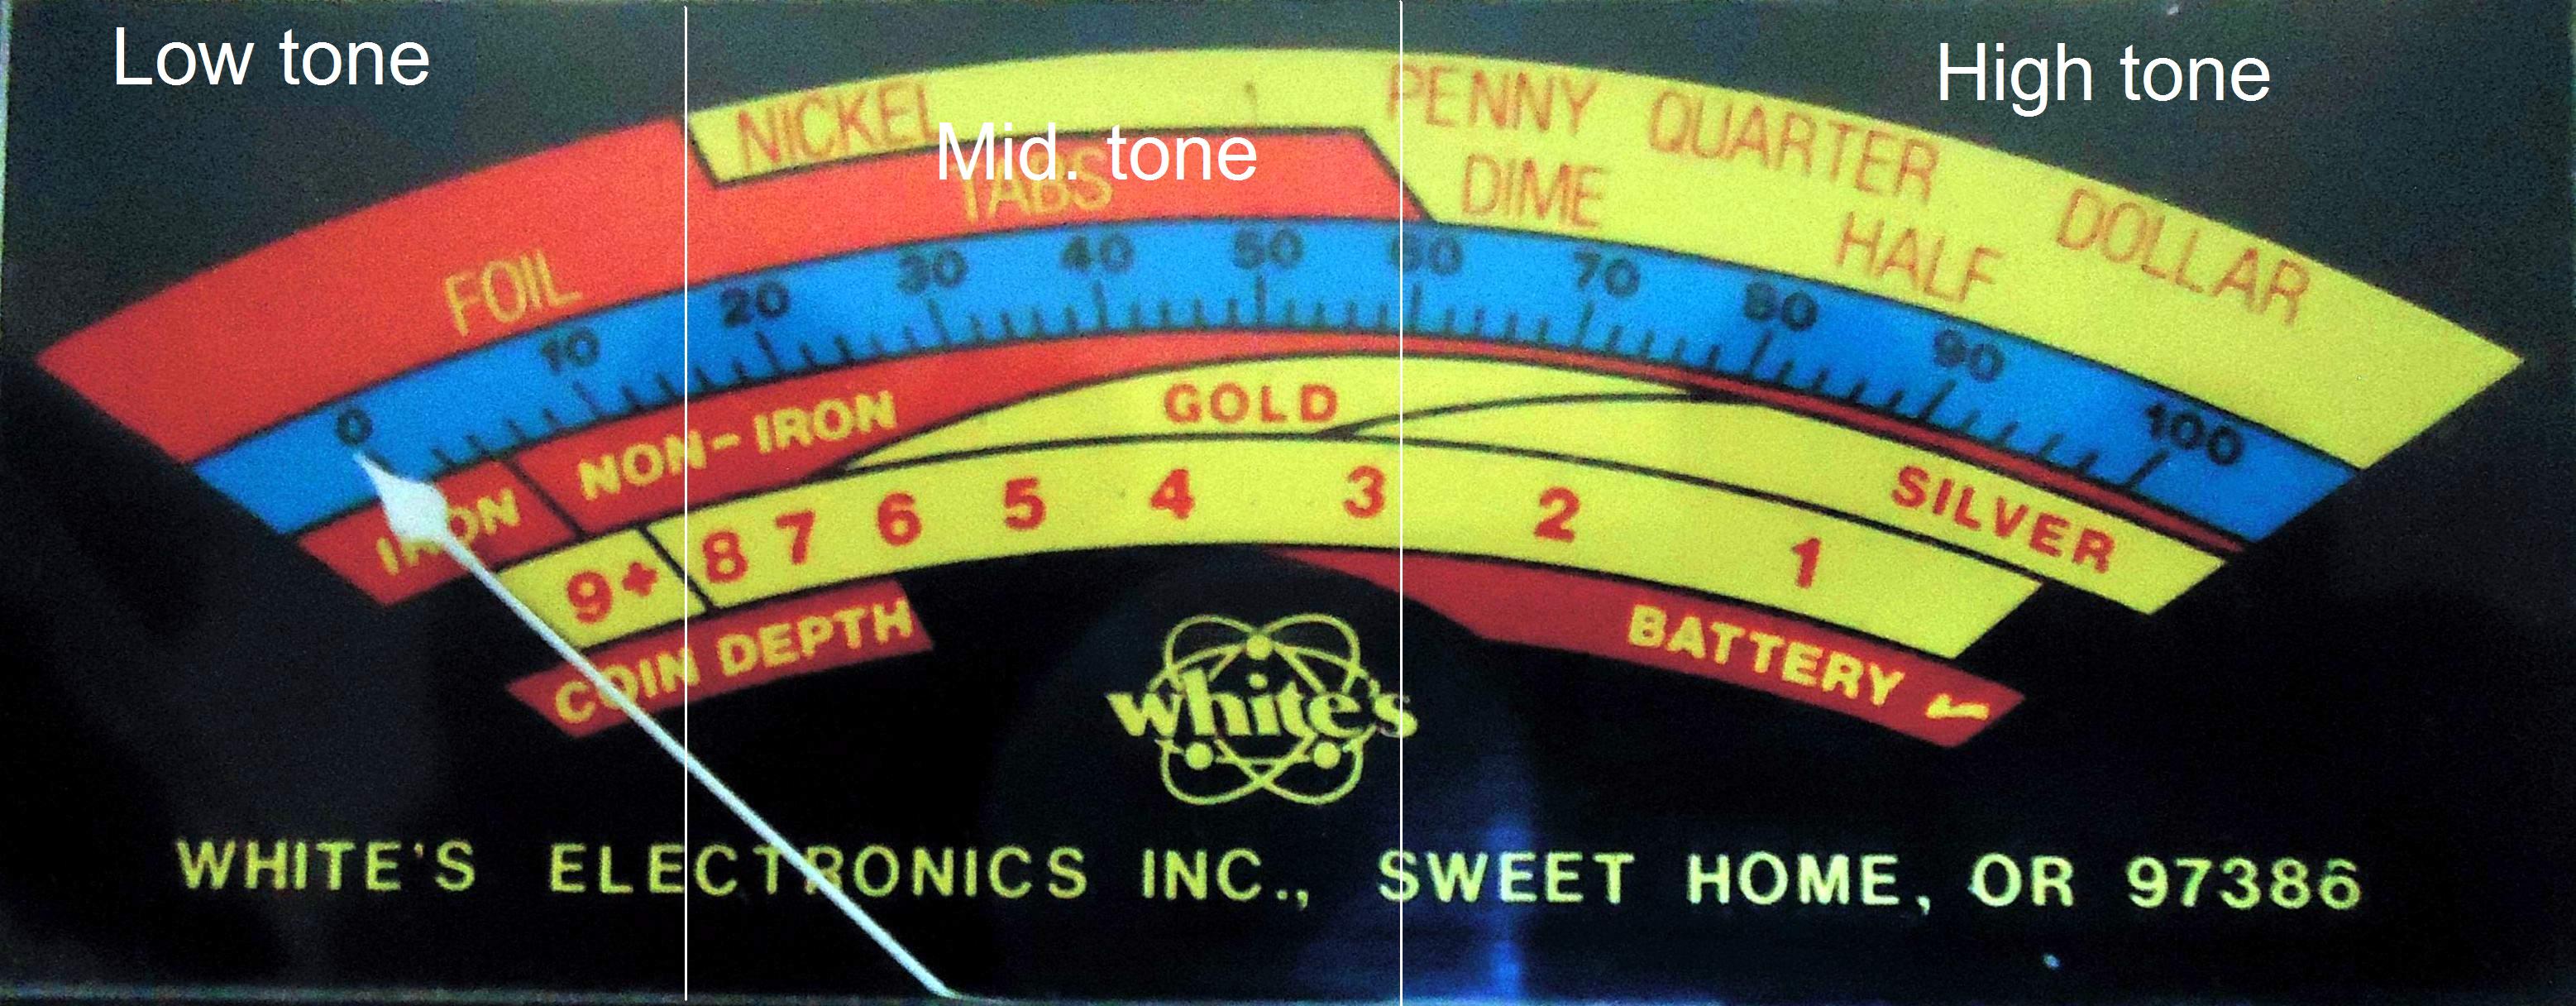 Low tone
High tone
Mid. tone
NICKEL
PENNY QUARTER
TABS
DIME
DOLLAR
HALF
FOIL
0 10 20 30 40 50 60 70 80 90 100
IRON NON-IRON GOLD SILVER
9+ 8 7 6 5 4 3 2 1
COIN DEPTH
BATTERY
white's
WHITE'S ELECTRONICS INC., SWEET HOME, OR 97386